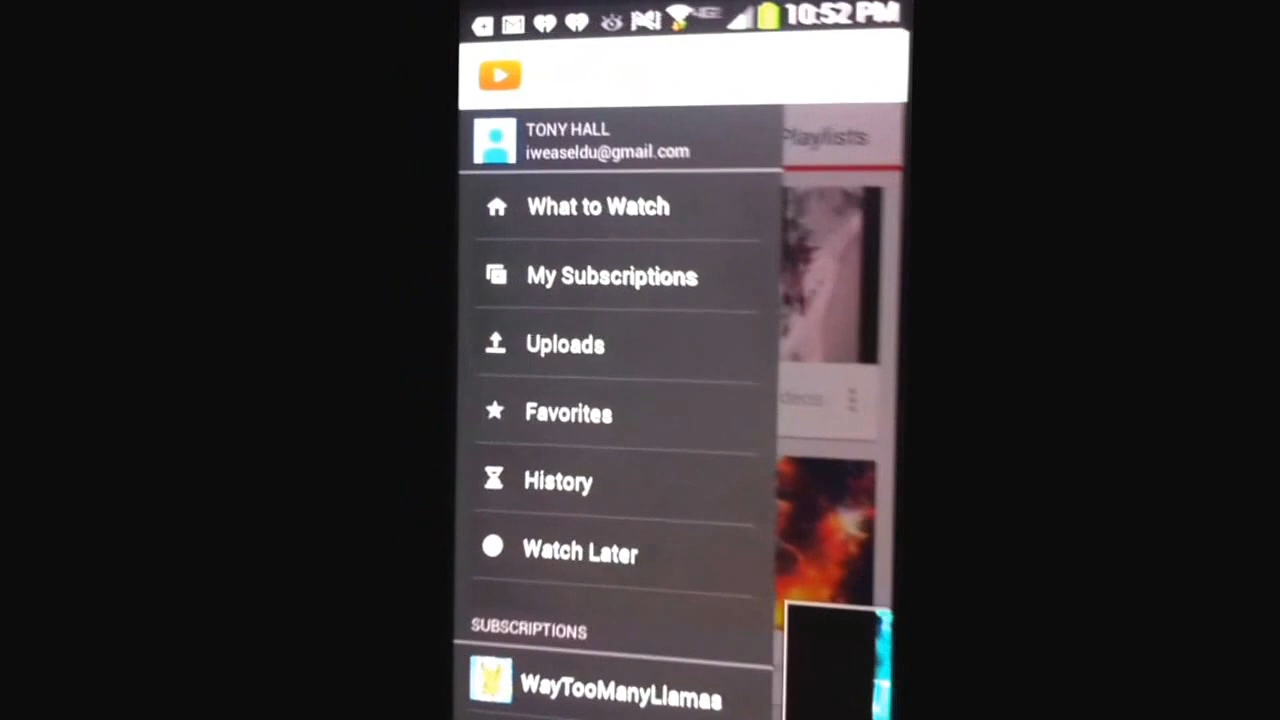 10:52 PM
TONY HALL
iweaseldu@gmail.com
Playlists
What to Watch
My Subscriptions
Uploads
Favorites
History
Watch Later
SUBSCRIPTIONS
WayTooManyLlamas